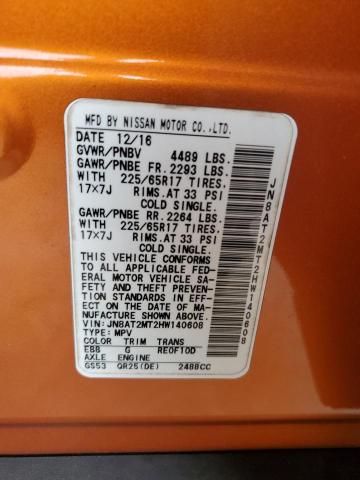 MFD BY NISSAN MOTOR CO.,LTD.
DATE 12/16
GVWR/PNBV 4489 LBS.
GAWR/PNBE FR. 2293 LBS.
WITH 225/65R17 TIRES,
17x7J RIMS.AT 33 PSI
COLD SINGLE.
GAWR/PNBE RR. 2264 LBS.
WITH 225/65R17 TIRES,
17x7J RIMS.AT 33 PSI
COLD SINGLE.
THIS VEHICLE CONFORMS
TO ALL APPLICABLE FED-
ERAL MOTOR VEHICLE SA-
FETY AND THEFT PREVEN-
TION STANDARDS IN EFF-
ECT ON THE DATE OF MA-
NUFACTURE SHOWN ABOVE
VIN: JN8AT2MT2HW140608
TYPE: MPV
COLOR TRIM TRANS
EBB G RE0F10D
AXLE ENGINE
GS53 QR25(DE) 2488CC
JN8AT2MT2HW140608